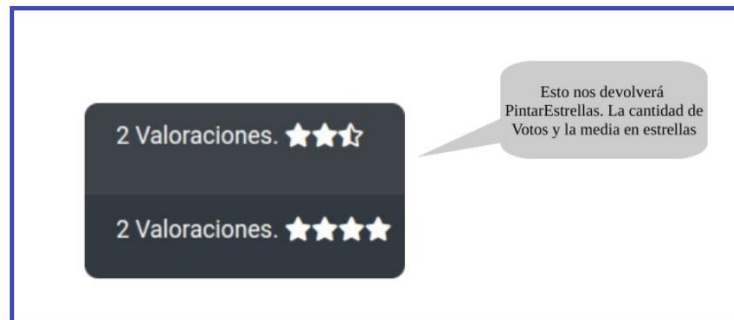 2 Valoraciones.
2 Valoraciones.
Esto nos devolverá
PintarEstrellas. La cantidad de
Votos y la media en estrellas